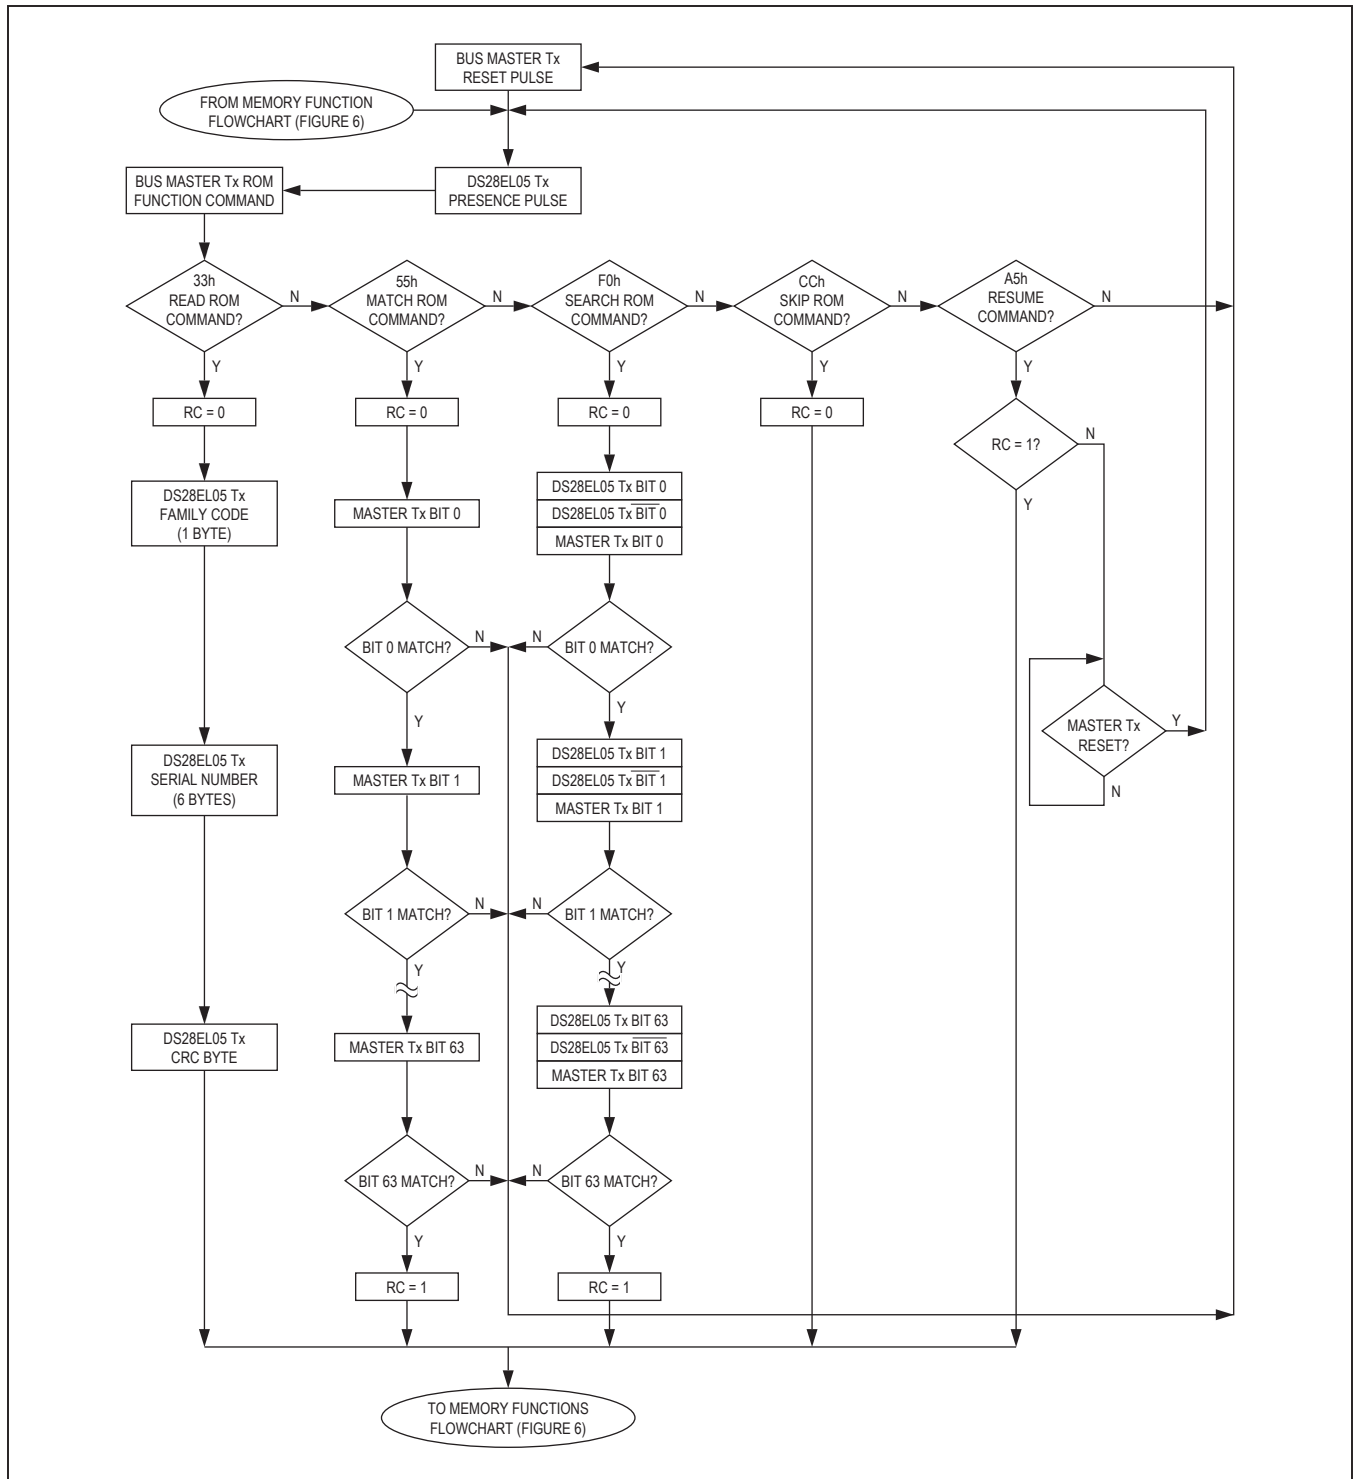 BUS MASTER Tx
RESET PULSE
FROM MEMORY FUNCTION
FLOWCHART (FIGURE 6)
BUS MASTER Tx ROM
FUNCTION COMMAND
DS28EL05 Tx
PRESENCE PULSE
33h
READ ROM
COMMAND?
N
Y
55h
MATCH ROM
COMMAND?
N
Y
F0h
SEARCH ROM
COMMAND?
N
Y
CCh
SKIP ROM
COMMAND?
N
Y
A5h
RESUME
COMMAND?
N
Y
RC = 0
RC = 0
RC = 0
RC = 0
RC = 1?
N
Y
DS28EL05 Tx
FAMILY CODE
(1 BYTE)
MASTER Tx BIT 0
DS28EL05 Tx BIT 0
DS28EL05 Tx B̅I̅T̅ 0
MASTER Tx BIT 0
BIT 0 MATCH?
N
Y
N
BIT 0 MATCH?
Y
MASTER Tx
RESET?
Y
N
DS28EL05 Tx
SERIAL NUMBER
(6 BYTES)
MASTER Tx BIT 1
DS28EL05 Tx BIT 1
DS28EL05 Tx B̅I̅T̅ 1
MASTER Tx BIT 1
BIT 1 MATCH?
N
Y
N
BIT 1 MATCH?
Y
DS28EL05 Tx
CRC BYTE
MASTER Tx BIT 63
DS28EL05 Tx BIT 63
DS28EL05 Tx B̅I̅T̅ 63
MASTER Tx BIT 63
BIT 63 MATCH?
N
Y
N
BIT 63 MATCH?
Y
RC = 1
RC = 1
TO MEMORY FUNCTIONS
FLOWCHART (FIGURE 6)